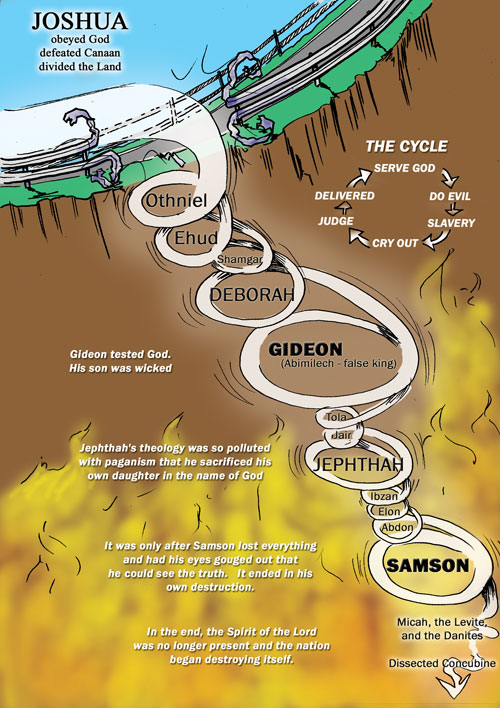 JOSHUA
obeyed God
defeated Canaan
divided the Land
THE CYCLE
SERVE GOD
DO EVIL
SLAVERY
CRY OUT
JUDGE
DELIVERED
Othniel
Ehud
Shamgar
DEBORAH
GIDEON
(Abimilech - false king)
Gideon tested God.
His son was wicked
Tola
Jair
JEPHTHAH
Jephthah's theology was so polluted
with paganism that he sacrificed his
own daughter in the name of God
Ibzan
Elon
Abdon
SAMSON
It was only after Samson lost everything
and had his eyes gouged out that
he could see the truth. It ended in his
own destruction.
Micah, the Levite,
and the Danites
In the end, the Spirit of the Lord
was no longer present and the nation
began destroying itself.
Dissected Concubine